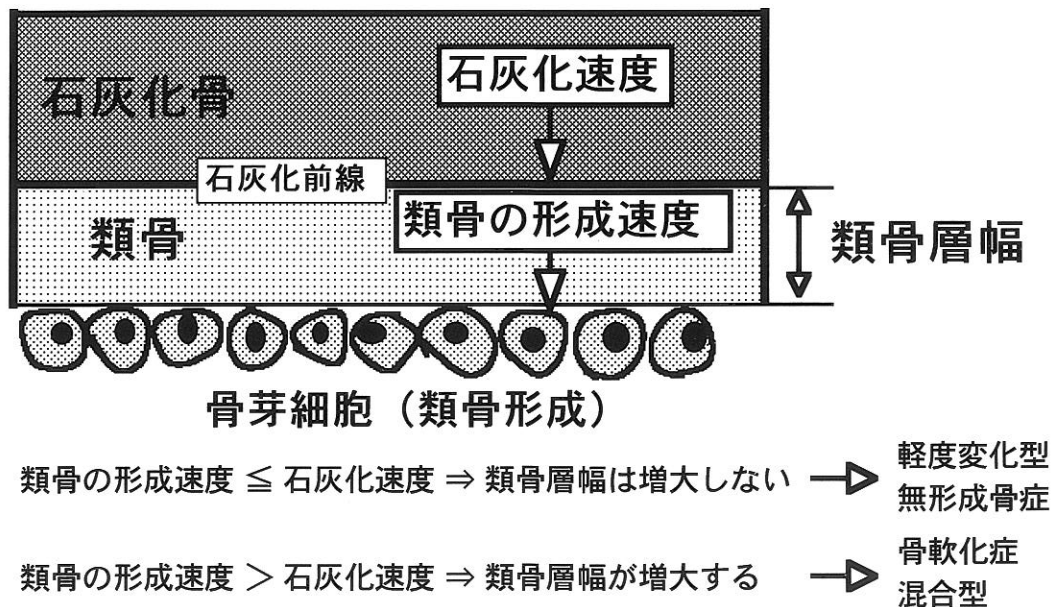 石灰化骨
石灰化速度
石灰化前線
類骨
類骨の形成速度
類骨層幅
骨芽細胞（類骨形成）
類骨の形成速度 ≦ 石灰化速度 ⇒ 類骨層幅は増大しない
軽度変化型
無形成骨症
類骨の形成速度 ＞ 石灰化速度 ⇒ 類骨層幅が増大する
骨軟化症
混合型